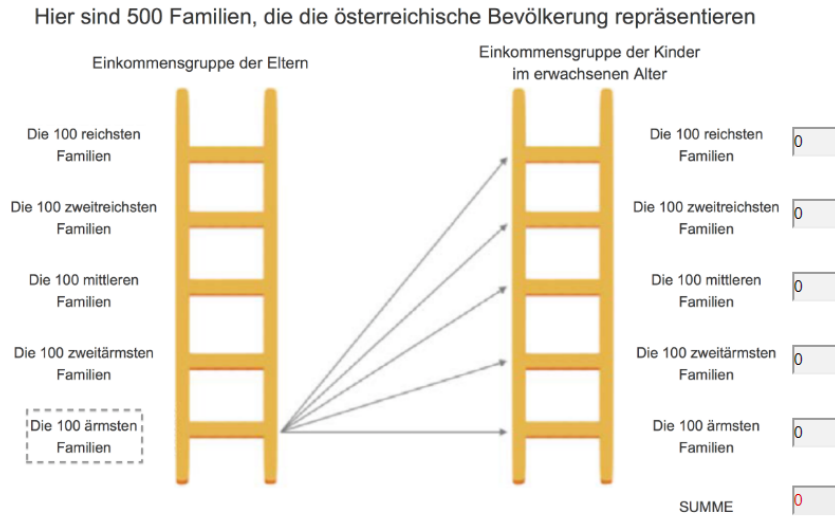 Hier sind 500 Familien, die die österreichische Bevölkerung repräsentieren
Einkommensgruppe der Eltern
Einkommensgruppe der Kinder
im erwachsenen Alter
Die 100 reichsten
Familien
Die 100 reichsten
Familien
0
Die 100 zweitreichsten
Familien
Die 100 zweitreichsten
Familien
0
Die 100 mittleren
Familien
Die 100 mittleren
Familien
0
Die 100 zweitärmsten
Familien
Die 100 zweitärmsten
Familien
0
Die 100 ärmsten
Familien
Die 100 ärmsten
Familien
0
SUMME
0